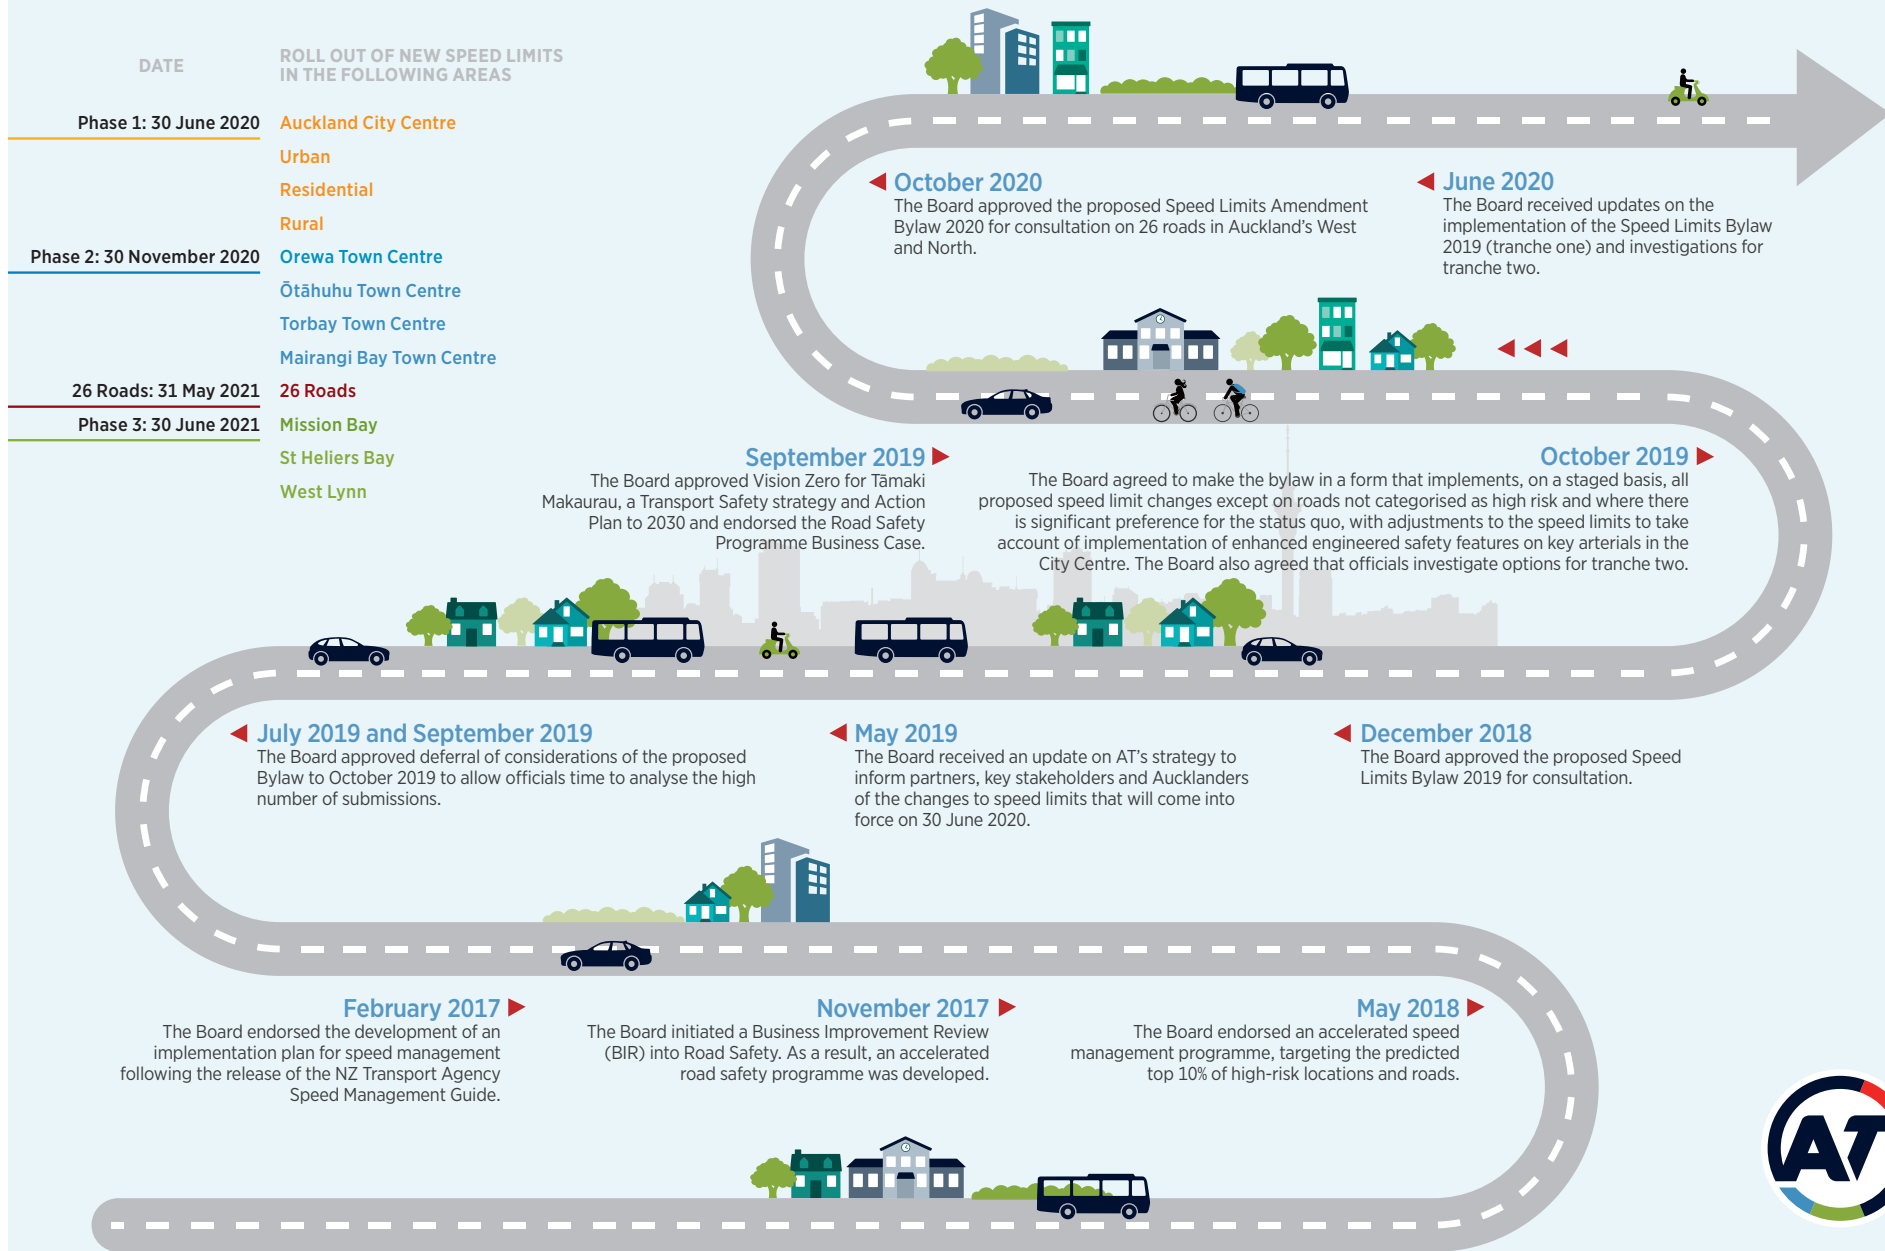 DATE
ROLL OUT OF NEW SPEED LIMITS
IN THE FOLLOWING AREAS
Phase 1: 30 June 2020
Auckland City Centre
Urban
Residential
Rural
Phase 2: 30 November 2020
Orewa Town Centre
Ōtāhuhu Town Centre
Torbay Town Centre
Mairangi Bay Town Centre
26 Roads: 31 May 2021
26 Roads
Phase 3: 30 June 2021
Mission Bay
St Heliers Bay
West Lynn
October 2020
The Board approved the proposed Speed Limits Amendment
Bylaw 2020 for consultation on 26 roads in Auckland's West
and North.
June 2020
The Board received updates on the
implementation of the Speed Limits Bylaw
2019 (tranche one) and investigations for
tranche two.
September 2019
The Board approved Vision Zero for Tāmaki
Makaurau, a Transport Safety strategy and Action
Plan to 2030 and endorsed the Road Safety
Programme Business Case.
October 2019
The Board agreed to make the bylaw in a form that implements, on a staged basis, all
proposed speed limit changes except on roads not categorised as high risk and where there
is significant preference for the status quo, with adjustments to the speed limits to take
account of implementation of enhanced engineered safety features on key arterials in the
City Centre. The Board also agreed that officials investigate options for tranche two.
July 2019 and September 2019
The Board approved deferral of considerations of the proposed
Bylaw to October 2019 to allow officials time to analyse the high
number of submissions.
May 2019
The Board received an update on AT's strategy to
inform partners, key stakeholders and Aucklanders
of the changes to speed limits that will come into
force on 30 June 2020.
December 2018
The Board approved the proposed Speed
Limits Bylaw 2019 for consultation.
February 2017
The Board endorsed the development of an
implementation plan for speed management
following the release of the NZ Transport Agency
Speed Management Guide.
November 2017
The Board initiated a Business Improvement Review
(BIR) into Road Safety. As a result, an accelerated
road safety programme was developed.
May 2018
The Board endorsed an accelerated speed
management programme, targeting the predicted
top 10% of high-risk locations and roads.
AT